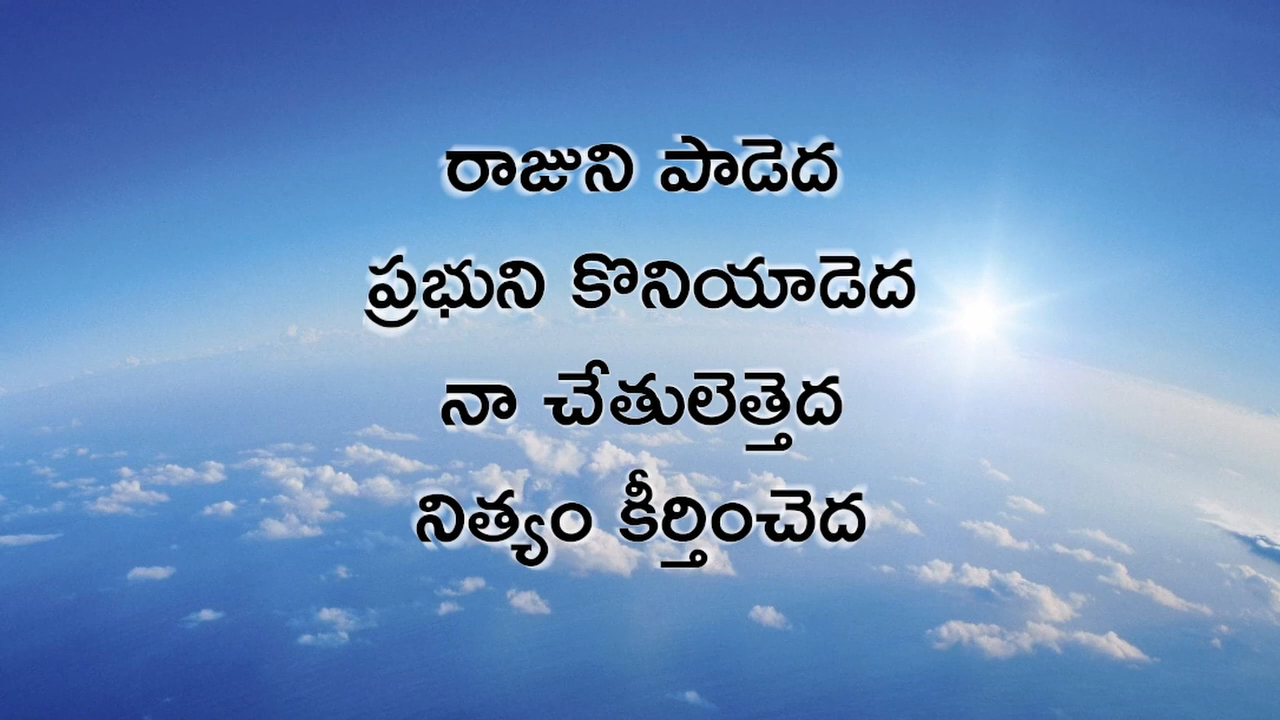 రాజుని పాడెద
ప్రభుని కొనియాడెద
నా చేతులెత్తెద
నిత్యం కీర్తించెద